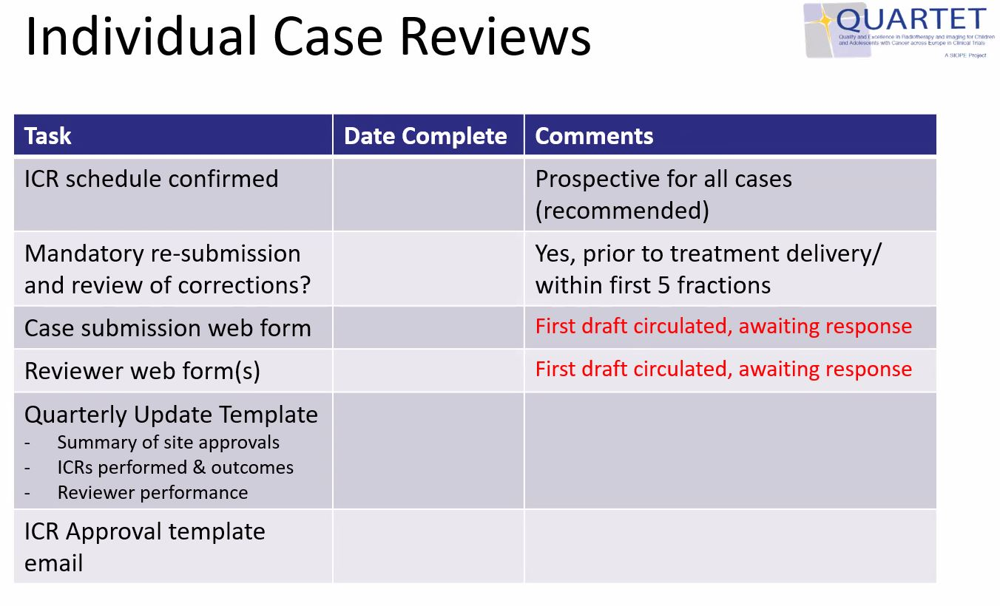 Individual Case Reviews
QUARTET
Quality and Excellence in Radiotherapy and Imaging for Children
and Adolescents with Cancer across Europe in Clinical Trials
A SIOPE Project
Task
Date Complete
Comments
ICR schedule confirmed
Prospective for all cases
(recommended)
Mandatory re-submission
and review of corrections?
Yes, prior to treatment delivery/
within first 5 fractions
Case submission web form
First draft circulated, awaiting response
Reviewer web form(s)
First draft circulated, awaiting response
Quarterly Update Template
- Summary of site approvals
- ICRs performed & outcomes
- Reviewer performance
ICR Approval template
email